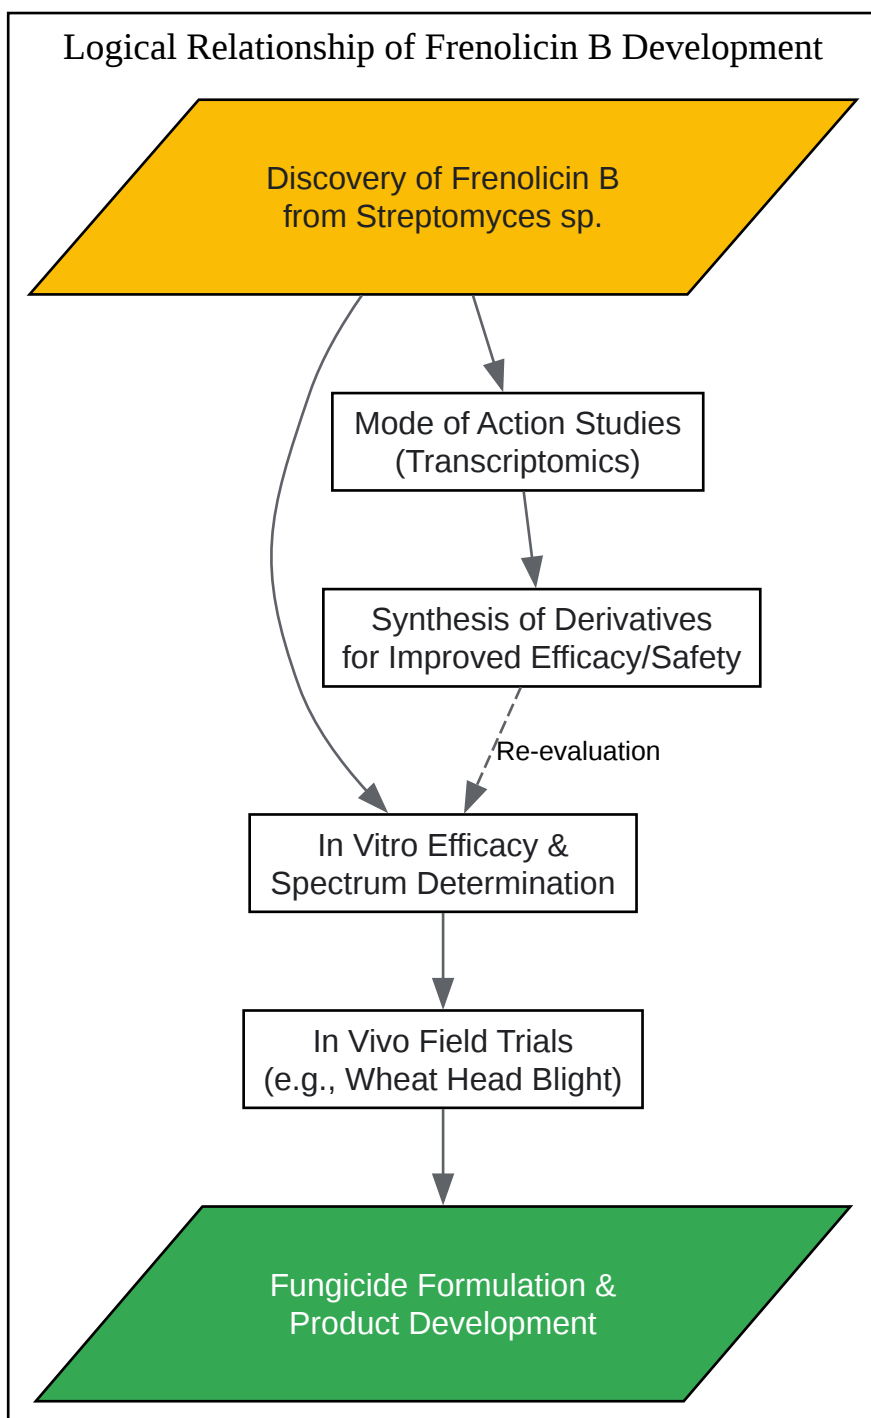 Logical Relationship of Frenolicin B Development
Discovery of Frenolicin B
from Streptomyces sp.
Mode of Action Studies
(Transcriptomics)
Synthesis of Derivatives
for Improved Efficacy/Safety
Re-evaluation
In Vitro Efficacy &
Spectrum Determination
In Vivo Field Trials
(e.g., Wheat Head Blight)
Fungicide Formulation &
Product Development